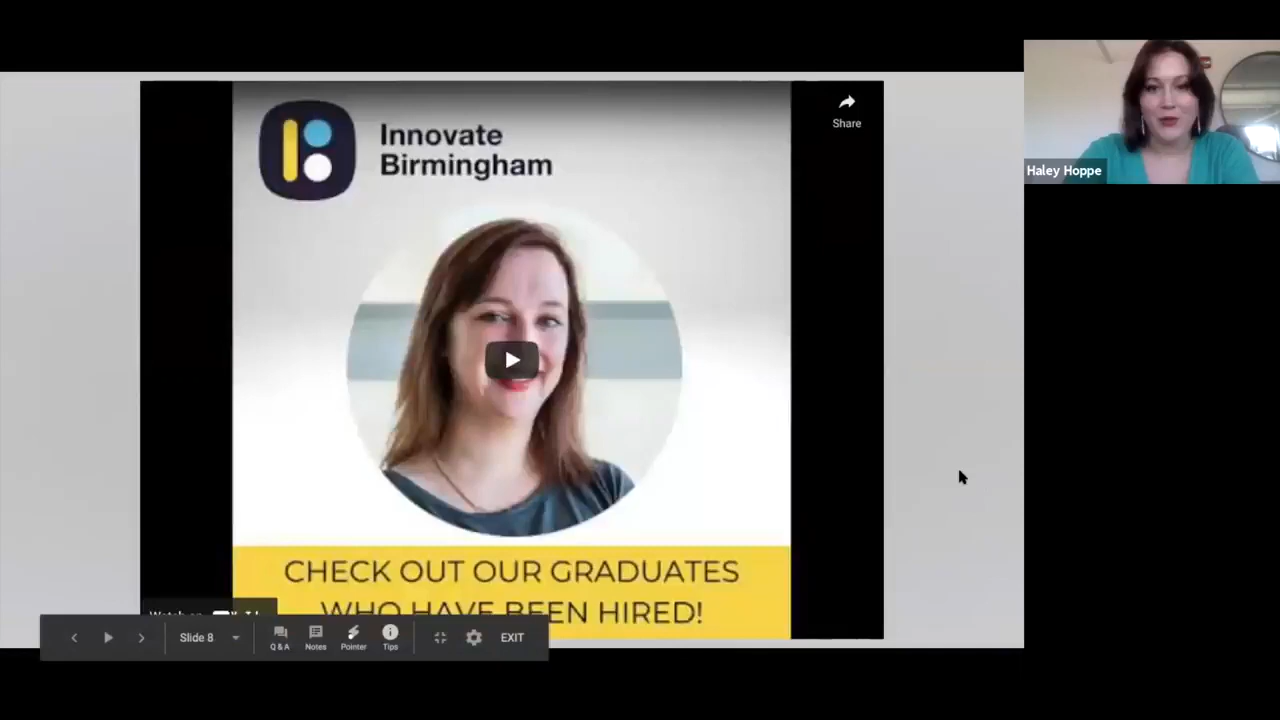 Innovate
Birmingham
Share
Haley Hoppe
CHECK OUT OUR GRADUATES
WHO HAVE BEEN HIRED!
Slide 8
Q & A
Notes
Pointer
Tips
EXIT